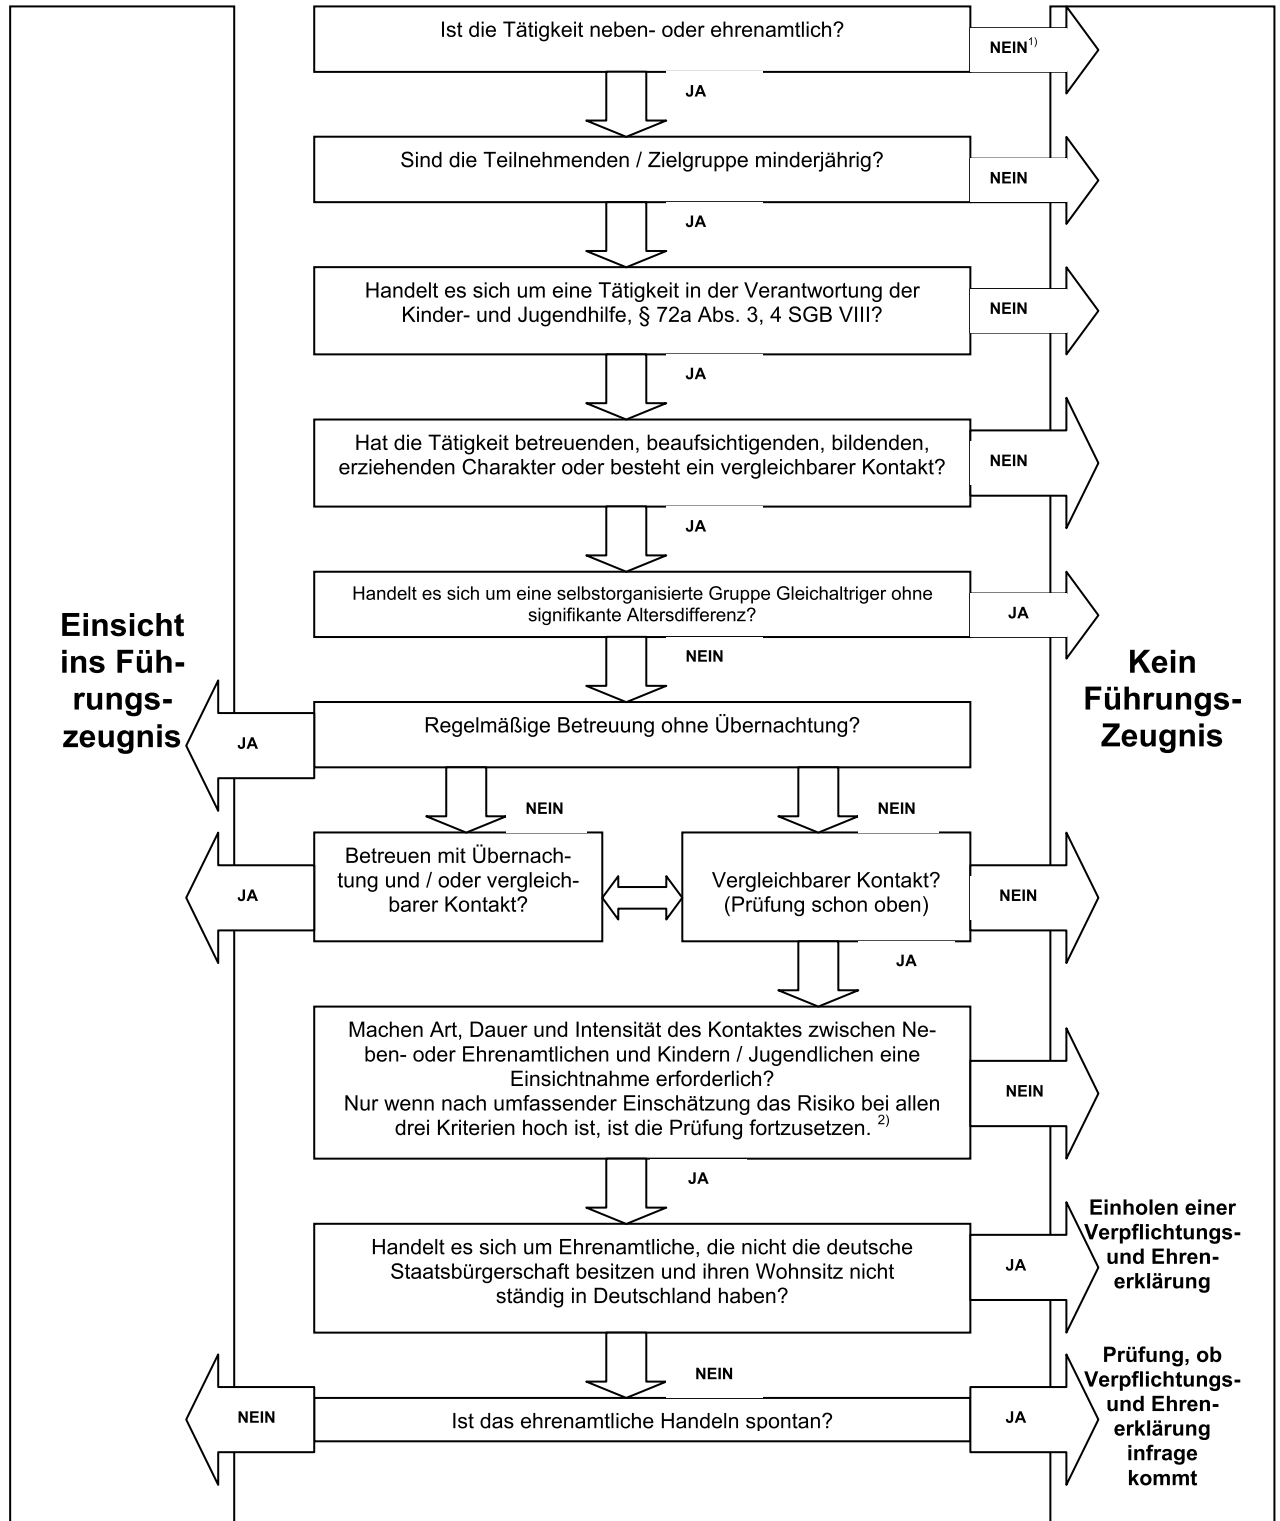 Ist die Tätigkeit neben- oder ehrenamtlich?
NEIN1)
JA
Sind die Teilnehmenden / Zielgruppe minderjährig?
NEIN
JA
Handelt es sich um eine Tätigkeit in der Verantwortung der
Kinder- und Jugendhilfe, § 72a Abs. 3, 4 SGB VIII?
NEIN
JA
Hat die Tätigkeit betreuenden, beaufsichtigenden, bildenden,
erziehenden Charakter oder besteht ein vergleichbarer Kontakt?
NEIN
JA
Handelt es sich um eine selbstorganisierte Gruppe Gleichaltriger ohne
signifikante Altersdifferenz?
JA
NEIN
Einsicht
ins Füh-
rungs-
zeugnis
Kein
Führungs-
Zeugnis
Regelmäßige Betreuung ohne Übernachtung?
JA
NEIN
NEIN
Betreuen mit Übernach-
tung und / oder vergleich-
barer Kontakt?
JA
Vergleichbarer Kontakt?
(Prüfung schon oben)
NEIN
JA
Machen Art, Dauer und Intensität des Kontaktes zwischen Ne-
ben- oder Ehrenamtlichen und Kindern / Jugendlichen eine
Einsichtnahme erforderlich?
Nur wenn nach umfassender Einschätzung das Risiko bei allen
drei Kriterien hoch ist, ist die Prüfung fortzusetzen. 2)
NEIN
JA
Handelt es sich um Ehrenamtliche, die nicht die deutsche
Staatsbürgerschaft besitzen und ihren Wohnsitz nicht
ständig in Deutschland haben?
JA
Einholen einer
Verpflichtungs-
und Ehren-
erklärung
NEIN
Ist das ehrenamtliche Handeln spontan?
NEIN
JA
Prüfung, ob
Verpflichtungs-
und Ehren-
erklärung
infrage
kommt